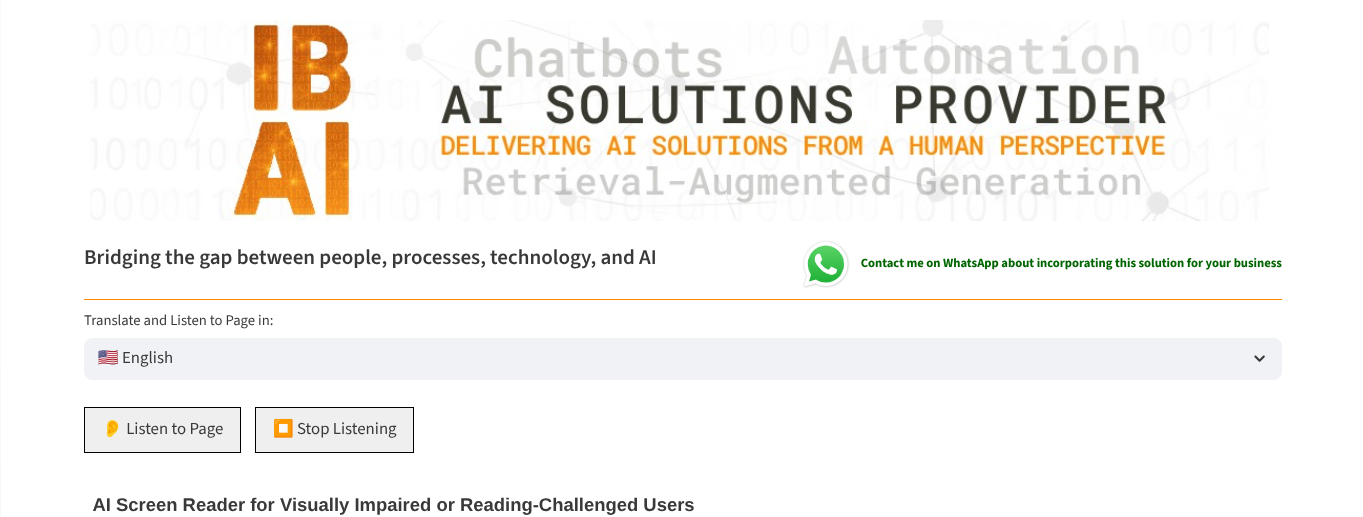 IB
AI
Chatbots
Automation
AI SOLUTIONS PROVIDER
DELIVERING AI SOLUTIONS FROM A HUMAN PERSPECTIVE
Retrieval-Augmented Generation
Bridging the gap between people, processes, technology, and AI
Contact me on WhatsApp about incorporating this solution for your business
Translate and Listen to Page in:
🇺🇸 English
👂 Listen to Page
⏹️ Stop Listening
AI Screen Reader for Visually Impaired or Reading-Challenged Users